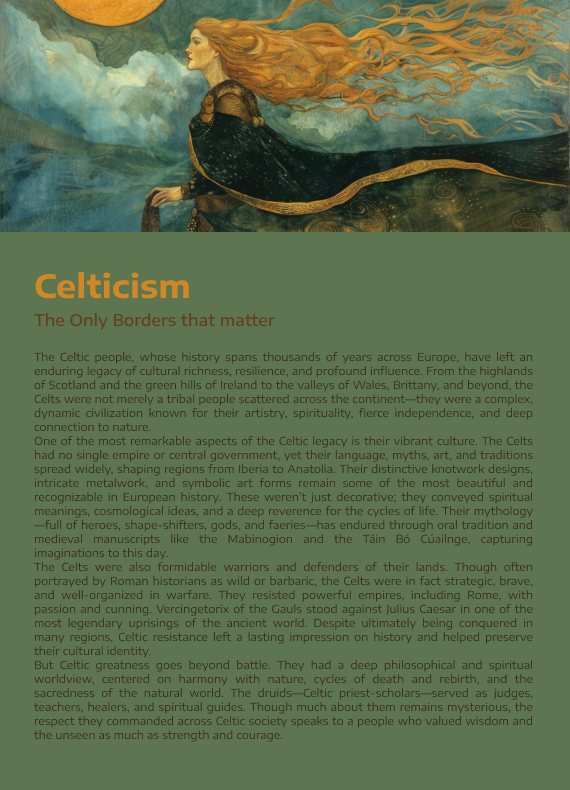 Celticism
The Only Borders that matter
The Celtic people, whose history spans thousands of years across Europe, have left an
enduring legacy of cultural richness, resilience, and profound influence. From the highlands
of Scotland and the green hills of Ireland to the valleys of Wales, Brittany, and beyond, the
Celts were not merely a tribal people scattered across the continent—they were a complex,
dynamic civilization known for their artistry, spirituality, fierce independence, and deep
connection to nature.
One of the most remarkable aspects of the Celtic legacy is their vibrant culture. The Celts
had no single empire or central government, yet their language, myths, art, and traditions
spread widely, shaping regions from Iberia to Anatolia. Their distinctive knotwork designs,
intricate metalwork, and symbolic art forms remain some of the most beautiful and
recognizable in European history. These weren't just decorative; they conveyed spiritual
meanings, cosmological ideas, and a deep reverence for the cycles of life. Their mythology
—full of heroes, shape-shifters, gods, and faeries—has endured through oral tradition and
medieval manuscripts like the Mabinogion and the Táin Bó Cúailnge, capturing
imaginations to this day.
The Celts were also formidable warriors and defenders of their lands. Though often
portrayed by Roman historians as wild or barbaric, the Celts were in fact strategic, brave,
and well-organized in warfare. They resisted powerful empires, including Rome, with
passion and cunning. Vercingetorix of the Gauls stood against Julius Caesar in one of the
most legendary uprisings of the ancient world. Despite ultimately being conquered in
many regions, Celtic resistance left a lasting impression on history and helped preserve
their cultural identity.
But Celtic greatness goes beyond battle. They had a deep philosophical and spiritual
worldview, centered on harmony with nature, cycles of death and rebirth, and the
sacredness of the natural world. The druids—Celtic priest-scholars—served as judges,
teachers, healers, and spiritual guides. Though much about them remains mysterious, the
respect they commanded across Celtic society speaks to a people who valued wisdom and
the unseen as much as strength and courage.